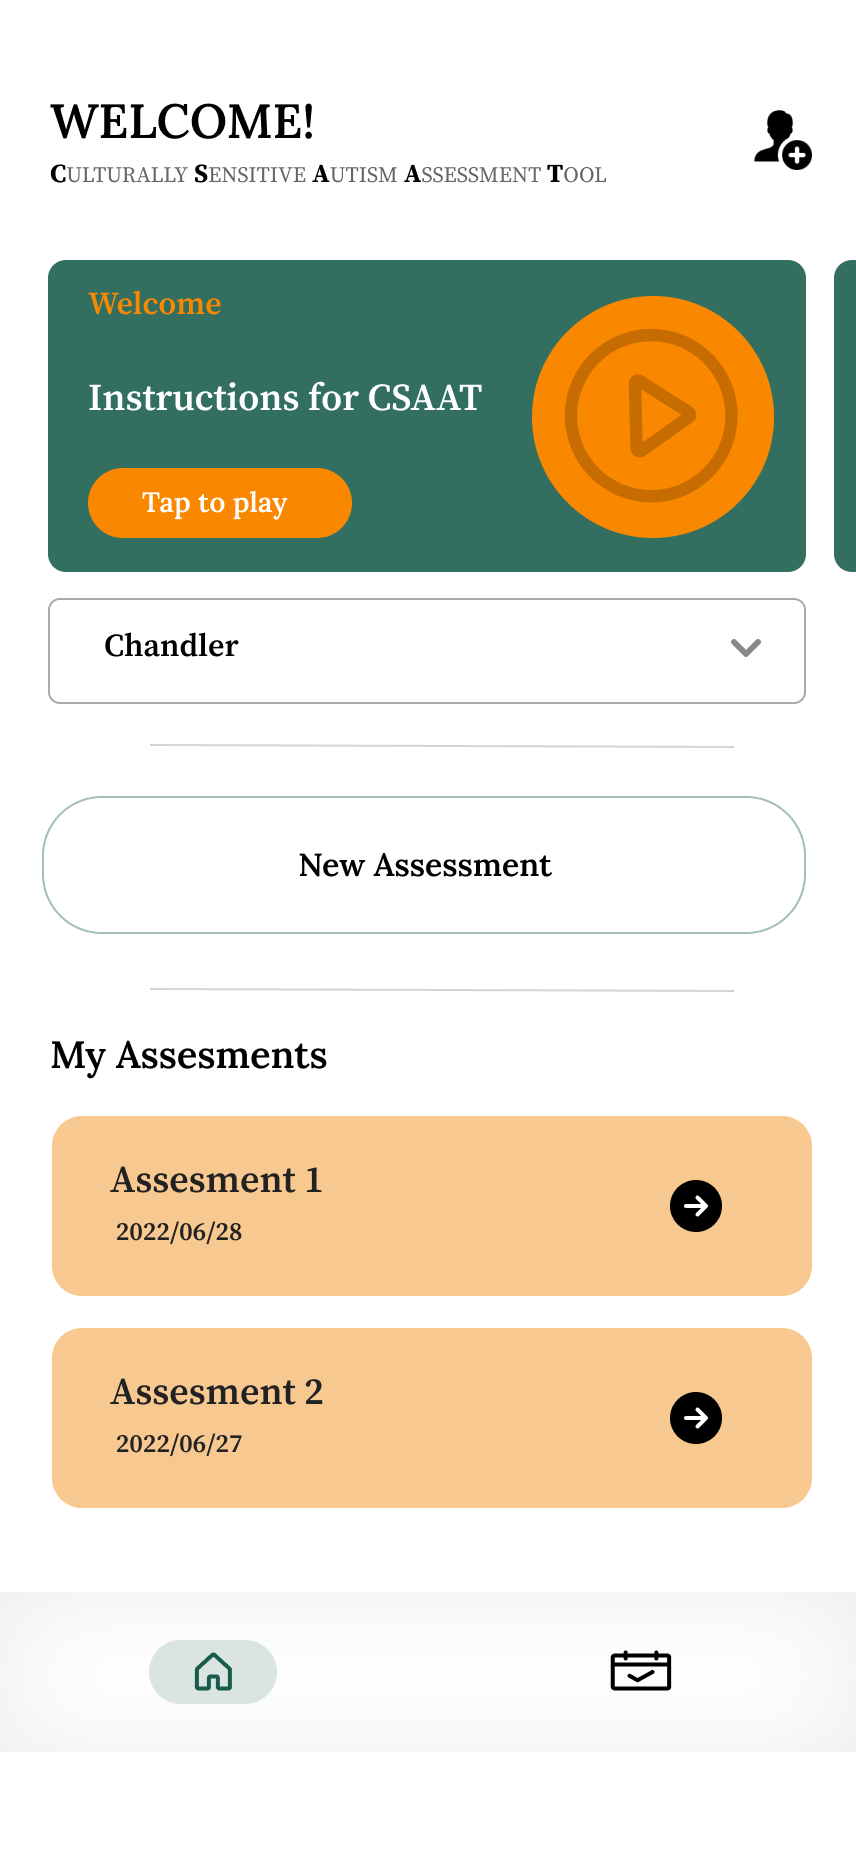 WELCOME!
CULTURALLY SENSITIVE AUTISM ASSESSMENT TOOL
Welcome
Instructions for CSAAT
Tap to play
Chandler
New Assessment
My Assesments
Assesment 1
2022/06/28
Assesment 2
2022/06/27